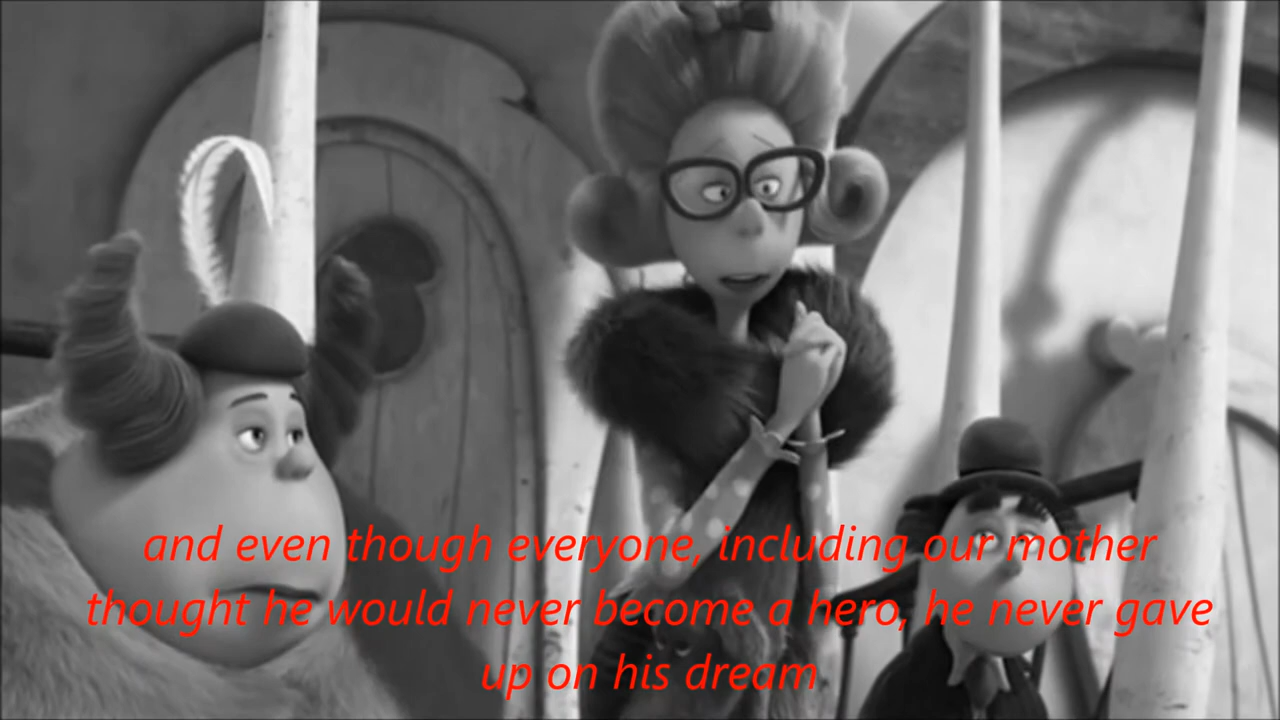 and even though everyone, including our mother
thought he would never become a hero, he never gave
up on his dream